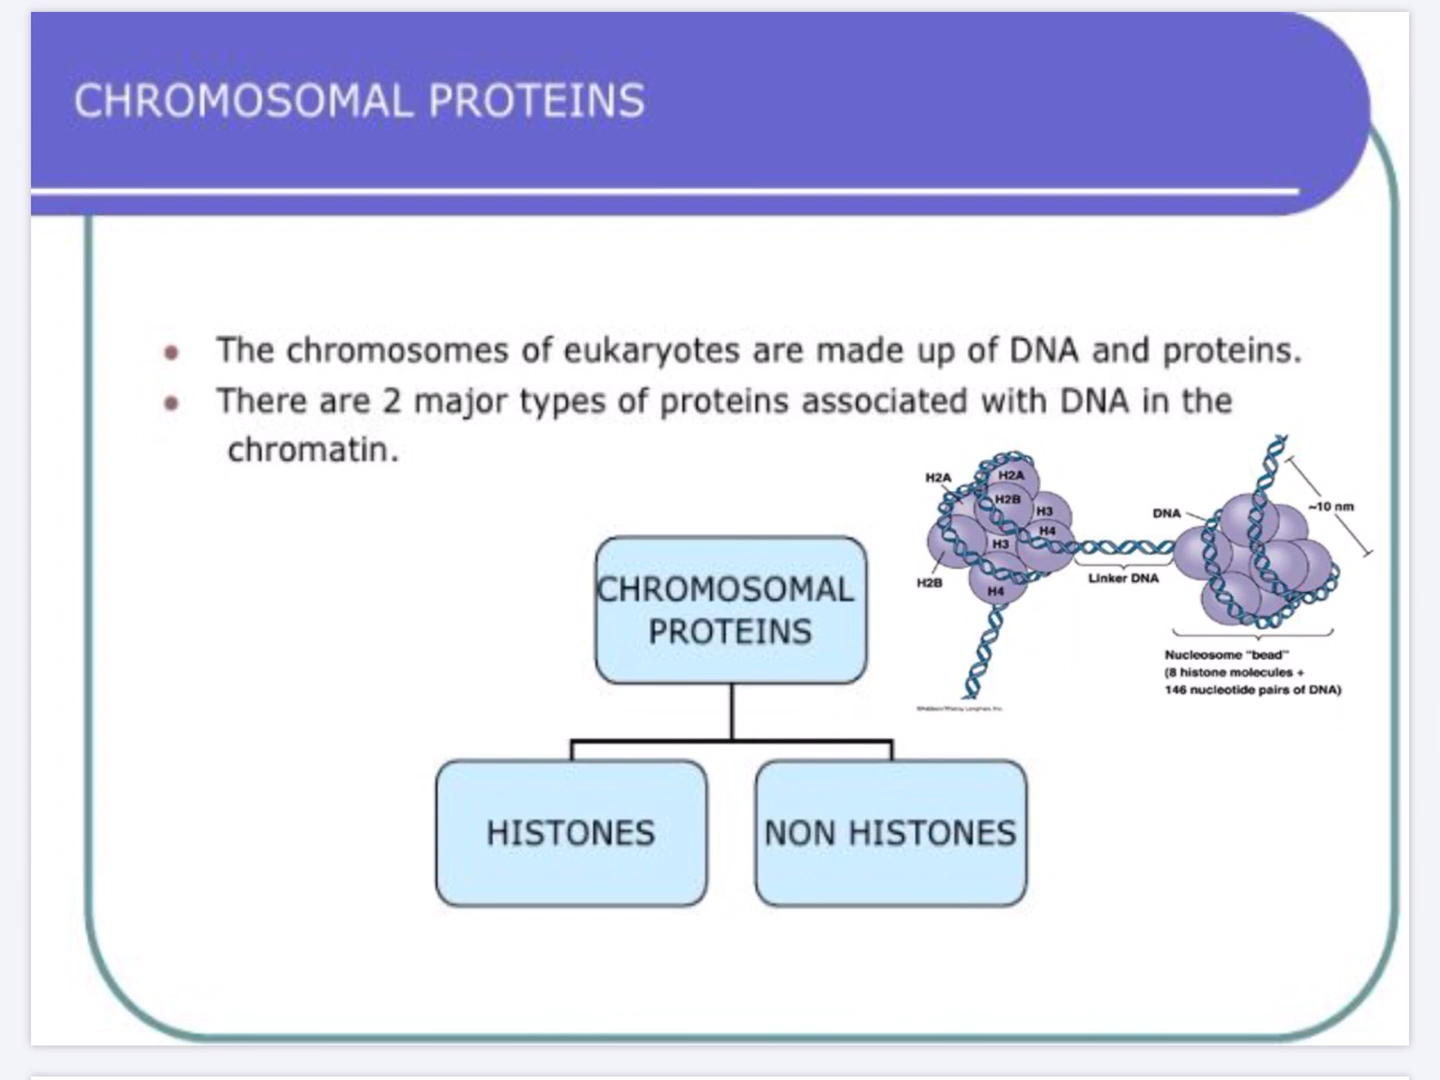 CHROMOSOMAL PROTEINS
The chromosomes of eukaryotes are made up of DNA and proteins.
There are 2 major types of proteins associated with DNA in the
chromatin.
H2A
H2A
H2B
H3
H4
H3
H2B
H4
DNA
~10 nm
Linker DNA
Nucleosome "bead"
(8 histone molecules +
146 nucleotide pairs of DNA)
CHROMOSOMAL
PROTEINS
HISTONES
NON HISTONES